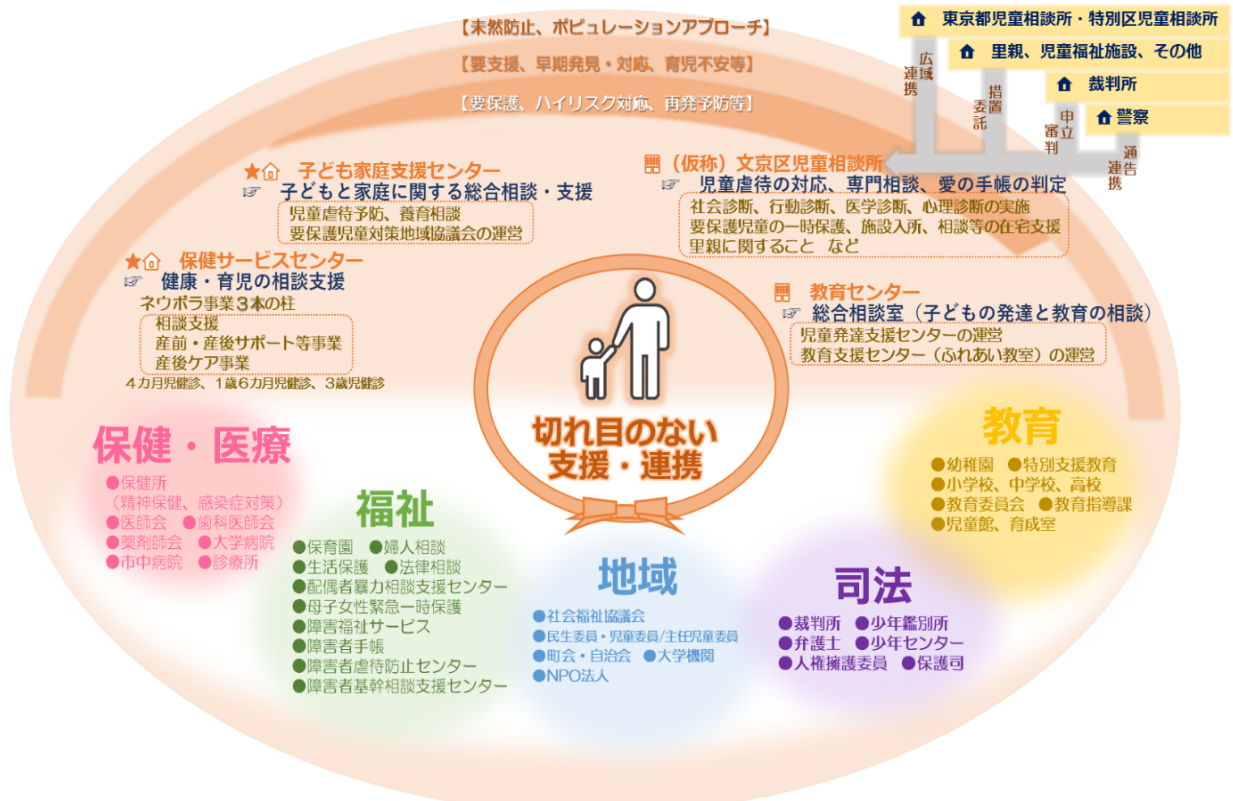 【未然防止、ポピュレーションアプローチ】
【要支援、早期発見・対応、育児不安等】
【要保護、ハイリスク対応、再発予防等】
東京都児童相談所・特別区児童相談所
里親、児童福祉施設、その他
裁判所
警察
広域
連携
措置
委託
申立
審判
通告
連携
★ 子ども家庭支援センター
☞ 子どもと家庭に関する総合相談・支援
児童虐待予防、養育相談
要保護児童対策地域協議会の運営
(仮称)文京区児童相談所
☞ 児童虐待の対応、専門相談、愛の手帳の判定
社会診断、行動診断、医学診断、心理診断の実施
要保護児童の一時保護、施設入所、相談等の在宅支援
里親に関すること など
★ 保健サービスセンター
☞ 健康・育児の相談支援
ネウボラ事業3本の柱
相談支援
産前・産後サポート等事業
産後ケア事業
4カ月児健診、1歳6カ月児健診、3歳児健診
教育センター
☞ 総合相談室(子どもの発達と教育の相談)
児童発達支援センターの運営
教育支援センター(ふれあい教室)の運営
切れ目のない
支援・連携
保健・医療
●保健所
(精神保健、感染症対策)
●医師会 ●歯科医師会
●薬剤師会 ●大学病院
●市中病院 ●診療所
福祉
●保育園 ●婦人相談
●生活保護 ●法律相談
●配偶者暴力相談支援センター
●母子女性緊急一時保護
●障害福祉サービス
●障害者手帳
●障害者虐待防止センター
●障害者基幹相談支援センター
地域
●社会福祉協議会
●民生委員・児童委員/主任児童委員
●町会・自治会 ●大学機関
●NPO法人
司法
●裁判所 ●少年鑑別所
●弁護士 ●少年センター
●人権擁護委員 ●保護司
教育
●幼稚園 ●特別支援教育
●小学校、中学校、高校
●教育委員会 ●教育指導課
●児童館、育成室